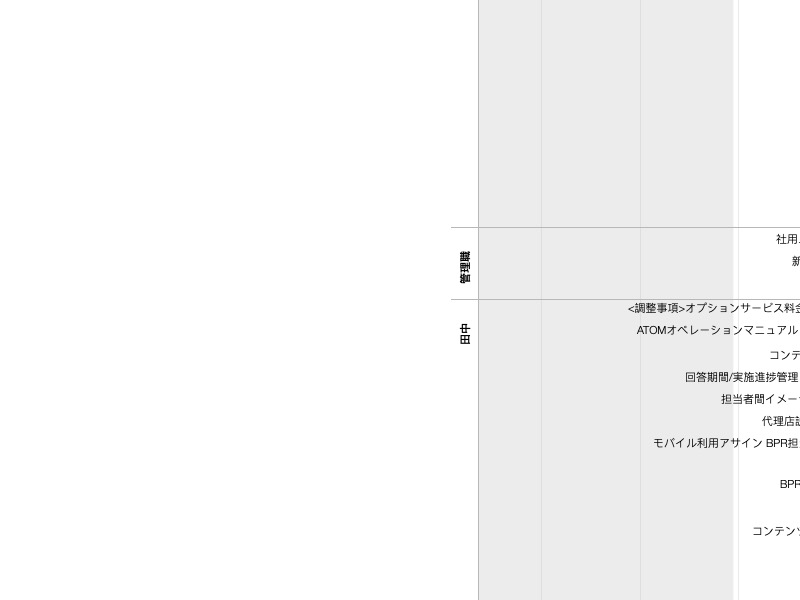 管理職
社用
新
田中
<調整事項>オプションサービス料金
ATOMオペレーションマニュアル
コンテ
回答期間/実施進捗管理
担当者間イメー
代理店
モバイル利用アサイン BPR担
BPR
コンテン